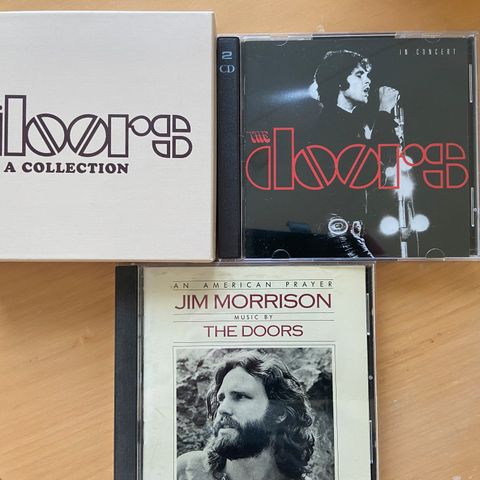 doors
A COLLECTION
2
CD
IN CONCERT
THE
doors
AN AMERICAN PRAYER
JIM MORRISON
MUSIC BY
THE DOORS